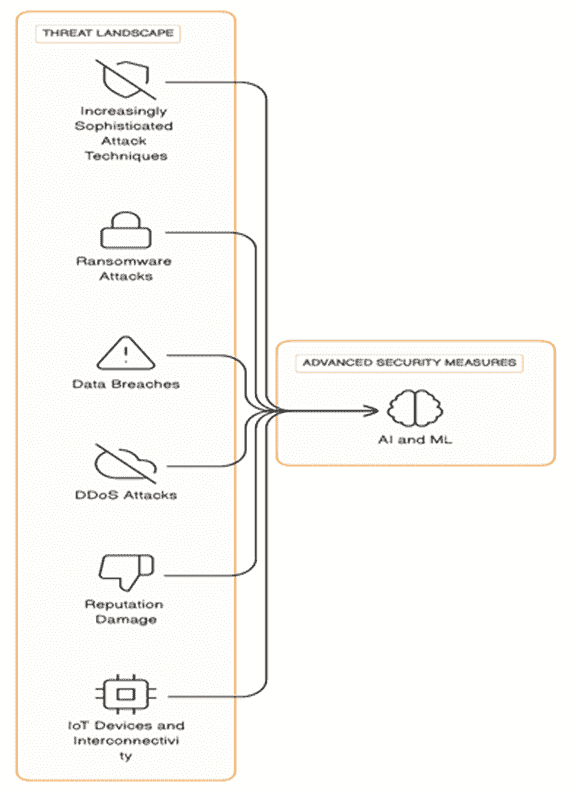 THREAT LANDSCAPE
Increasingly
Sophisticated
Attack
Techniques
Ransomware
Attacks
Data Breaches
DDoS Attacks
Reputation
Damage
IoT Devices and
Interconnectivi
ty
ADVANCED SECURITY MEASURES
AI and ML